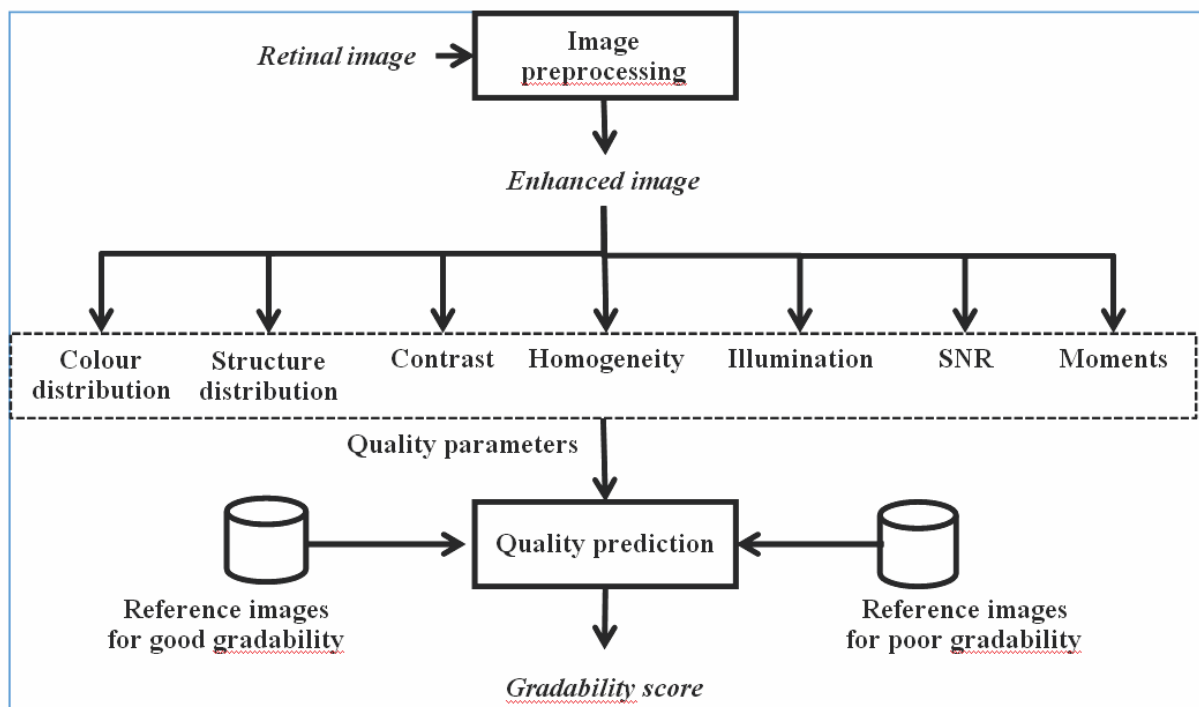 Retinal image
Image
preprocessing
Enhanced image
Colour
distribution
Structure
distribution
Contrast
Homogeneity
Illumination
SNR
Moments
Quality parameters
Quality prediction
Reference images
for good gradability
Reference images
for poor gradability
Gradability score